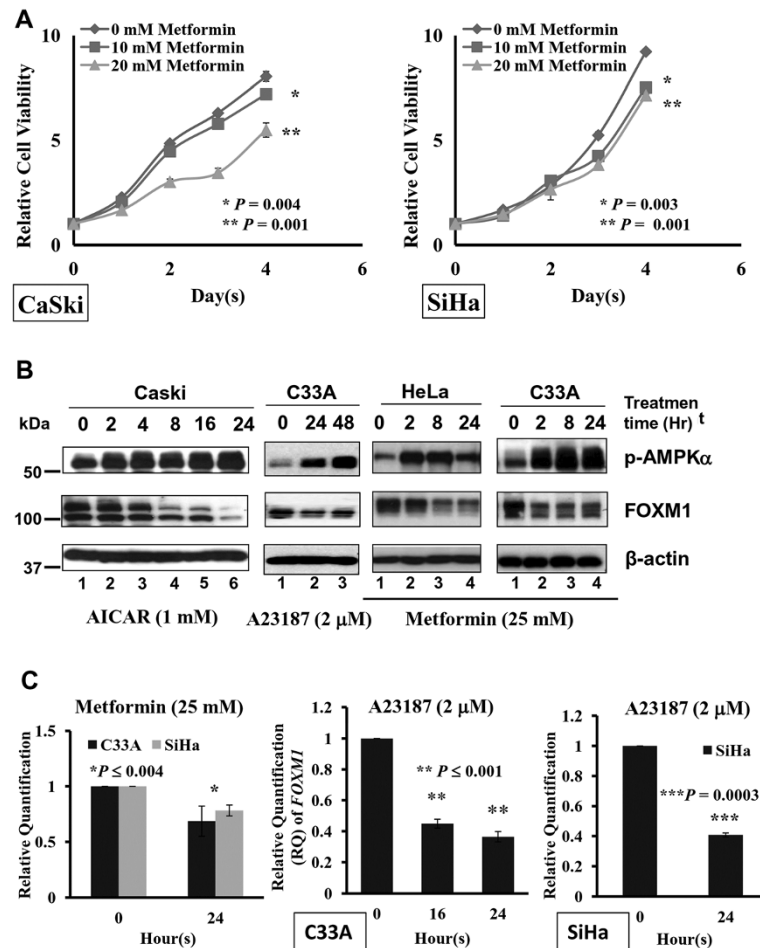 A
0 mM Metformin
10 mM Metformin
20 mM Metformin
Relative Cell Viability
10
5
0
*
**
* P = 0.004
** P = 0.001
0 2 4 6
Day(s)
CaSki
0 mM Metformin
10 mM Metformin
20 mM Metformin
Relative Cell Viability
10
5
0
*
**
* P = 0.003
** P = 0.001
0 2 4 6
Day(s)
SiHa
B
Caski C33A HeLa C33A
Treatmen
kDa 0 2 4 8 16 24 0 24 48 0 2 8 24 0 2 8 24 time (Hr) t
50 p-AMPKα
100 FOXM1
37 β-actin
1 2 3 4 5 6 1 2 3 1 2 3 4 1 2 3 4
AICAR (1 mM) A23187 (2 μM) Metformin (25 mM)
C
Metformin (25 mM)
Relative Quantification
1.5
1
0.5
0
C33A SiHa
*P ≤ 0.004
*
0 24
Hour(s)
A23187 (2 μM)
Relative Quantification
(RQ) of FOXM1
1.2
1
0.8
0.6
0.4
0.2
0
** P ≤ 0.001
**
**
0 16 24
Hour(s)
C33A
A23187 (2 μM)
Relative Quantification
1.2
1
0.8
0.6
0.4
0.2
0
SiHa
***P = 0.0003
***
0 24
Hour(s)
SiHa